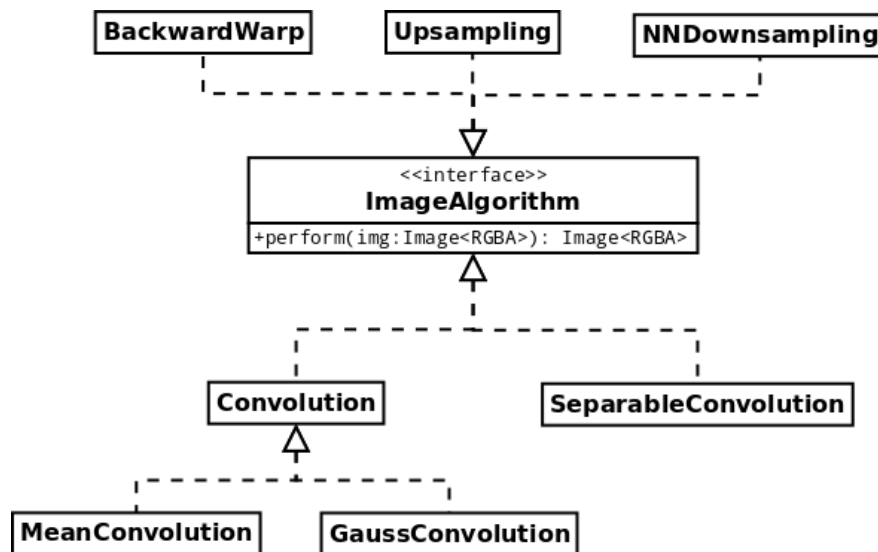 BackwardWarp
Upsampling
NNDownsampling
<<interface>>
ImageAlgorithm
+perform(img:Image<RGBA>): Image<RGBA>
Convolution
SeparableConvolution
MeanConvolution
GaussConvolution